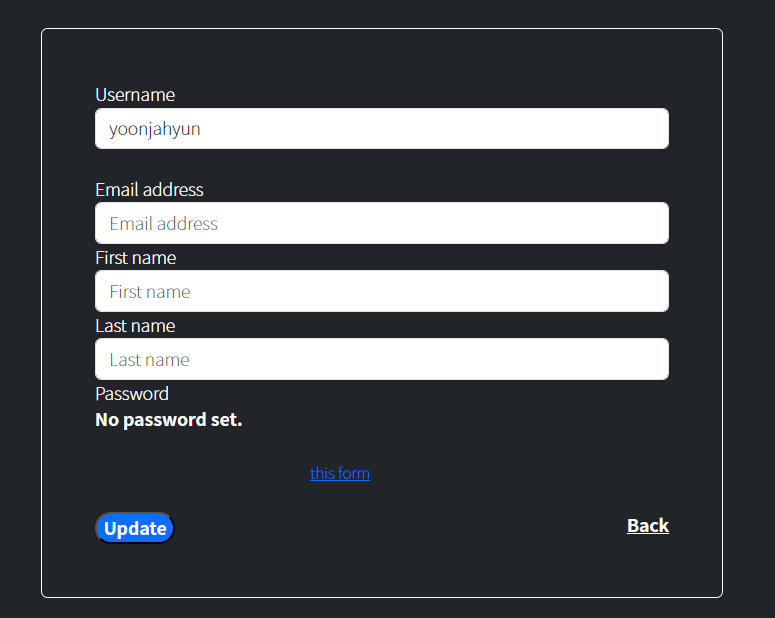 Username
yoonjahyun
Email address
Email address
First name
First name
Last name
Last name
Password
No password set.
this form
Update Back